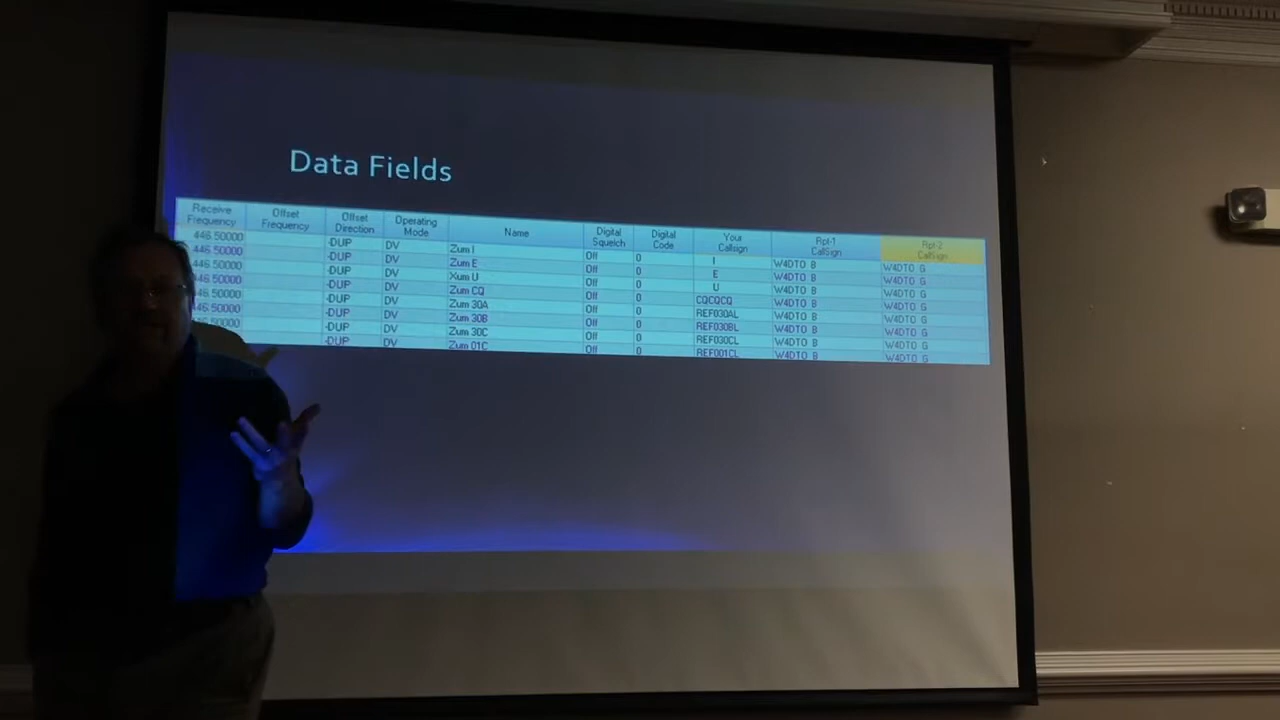 Data Fields
Receive Frequency Offset Frequency Offset Direction Operating Mode Name Digital Squelch Digital Code Your Callsign Rpt-1 CallSign Rpt-2 CallSign
446.50000 -DUP DV Zum I Off 0 I W4DTO B W4DTO G
446.50000 -DUP DV Zum E Off 0 E W4DTO B W4DTO G
446.50000 -DUP DV Xum U Off 0 U W4DTO B W4DTO G
446.50000 -DUP DV Zum CQ Off 0 CQCQCQ W4DTO B W4DTO G
446.50000 -DUP DV Zum 30A Off 0 REF030AL W4DTO B W4DTO G
46.50000 -DUP DV Zum 30B Off 0 REF030BL W4DTO B W4DTO G
46.50000 -DUP DV Zum 30C Off 0 REF030CL W4DTO B W4DTO G
-DUP DV Zum 01C Off 0 REF001CL W4DTO B W4DTO G